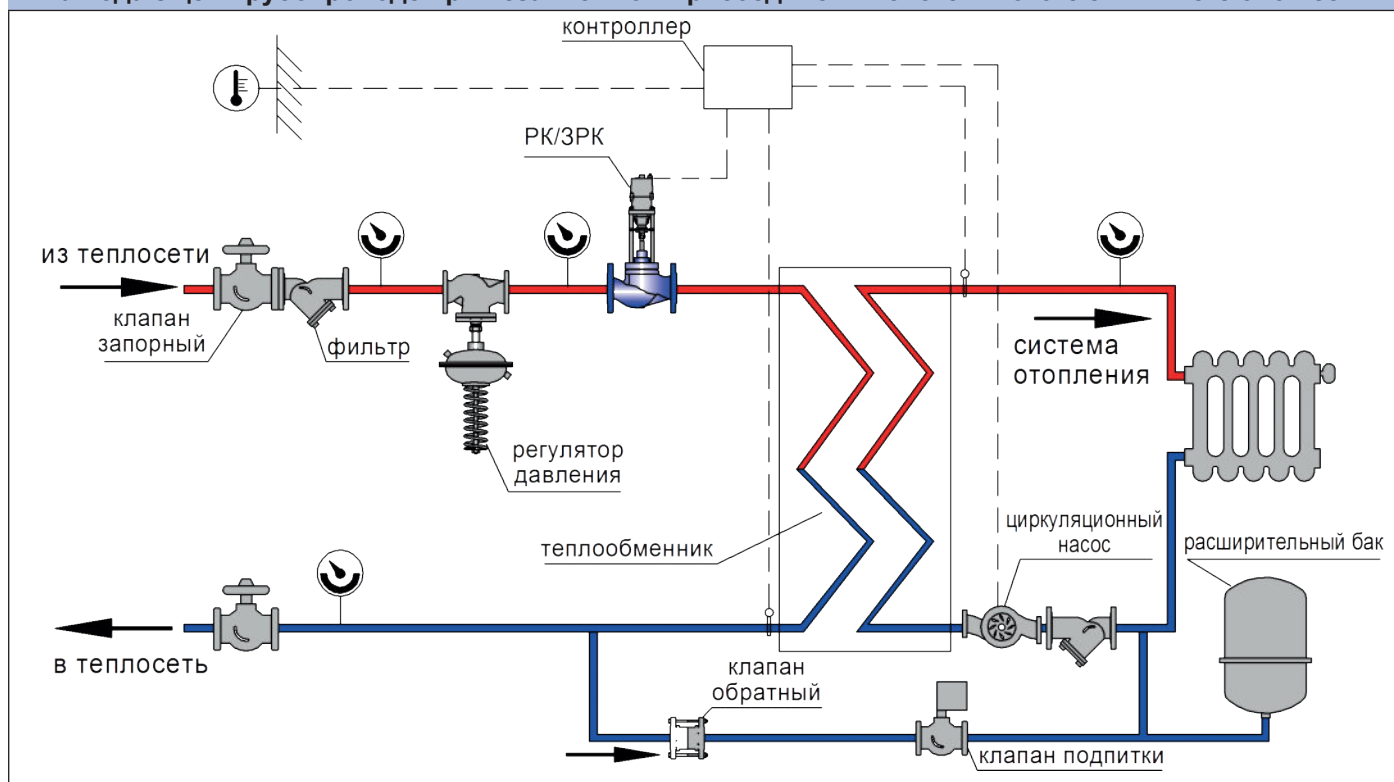 контроллер
РК/ЗРК
из теплосети
клапан
запорный
фильтр
регулятор
давления
система
отопления
теплообменник
циркуляционный
насос
расширительный бак
в теплосеть
клапан
обратный
клапан подпитки